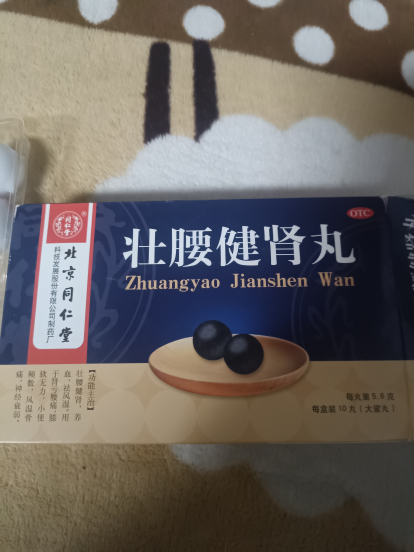 同仁堂
北京同仁堂
科技发展股份有限公司制药厂
OTC
壮腰健肾丸
Zhuangyao Jianshen Wan
【功能主治】
壮腰健肾，养
血，祛风湿。用
于肾亏腰痛，膝
软无力，小便
频数，风湿骨
痛，神经衰弱。
每丸重5.6克
每盒装10丸（大蜜丸）